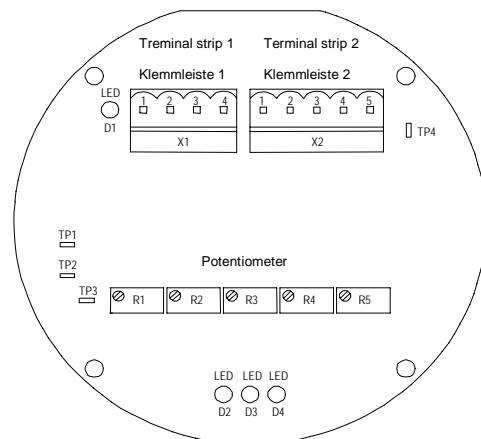 Treminal strip 1 Terminal strip 2
Klemmleiste 1 Klemmleiste 2
LED
1 2 3 4 1 2 3 4 5
D1
X1 X2
TP4
TP1
TP2
Potentiometer
TP3
R1 R2 R3 R4 R5
LED LED LED
D2 D3 D4